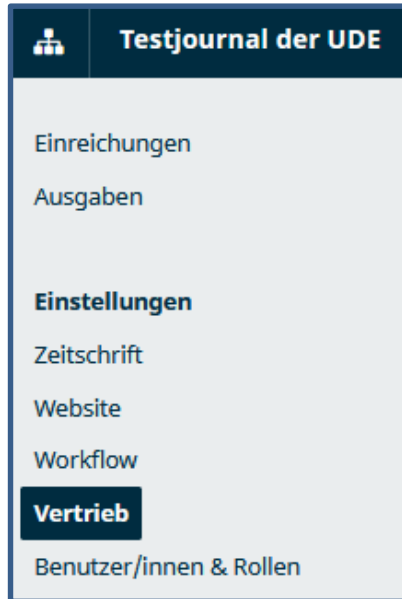 Testjournal der UDE
Einreichungen
Ausgaben
Einstellungen
Zeitschrift
Website
Workflow
Vertrieb
Benutzer/innen & Rollen